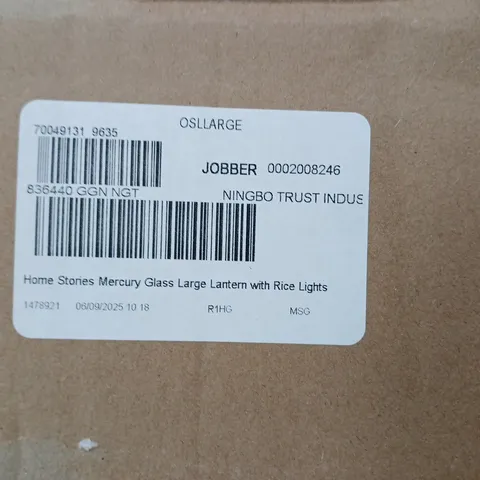 OSLLARGE
70049131 9635
JOBBER 0002008246
836440 GGN NGT NINGBO TRUST INDUS
Home Stories Mercury Glass Large Lantern with Rice Lights
1478921 06/09/2025 10:18 R1HG MSG